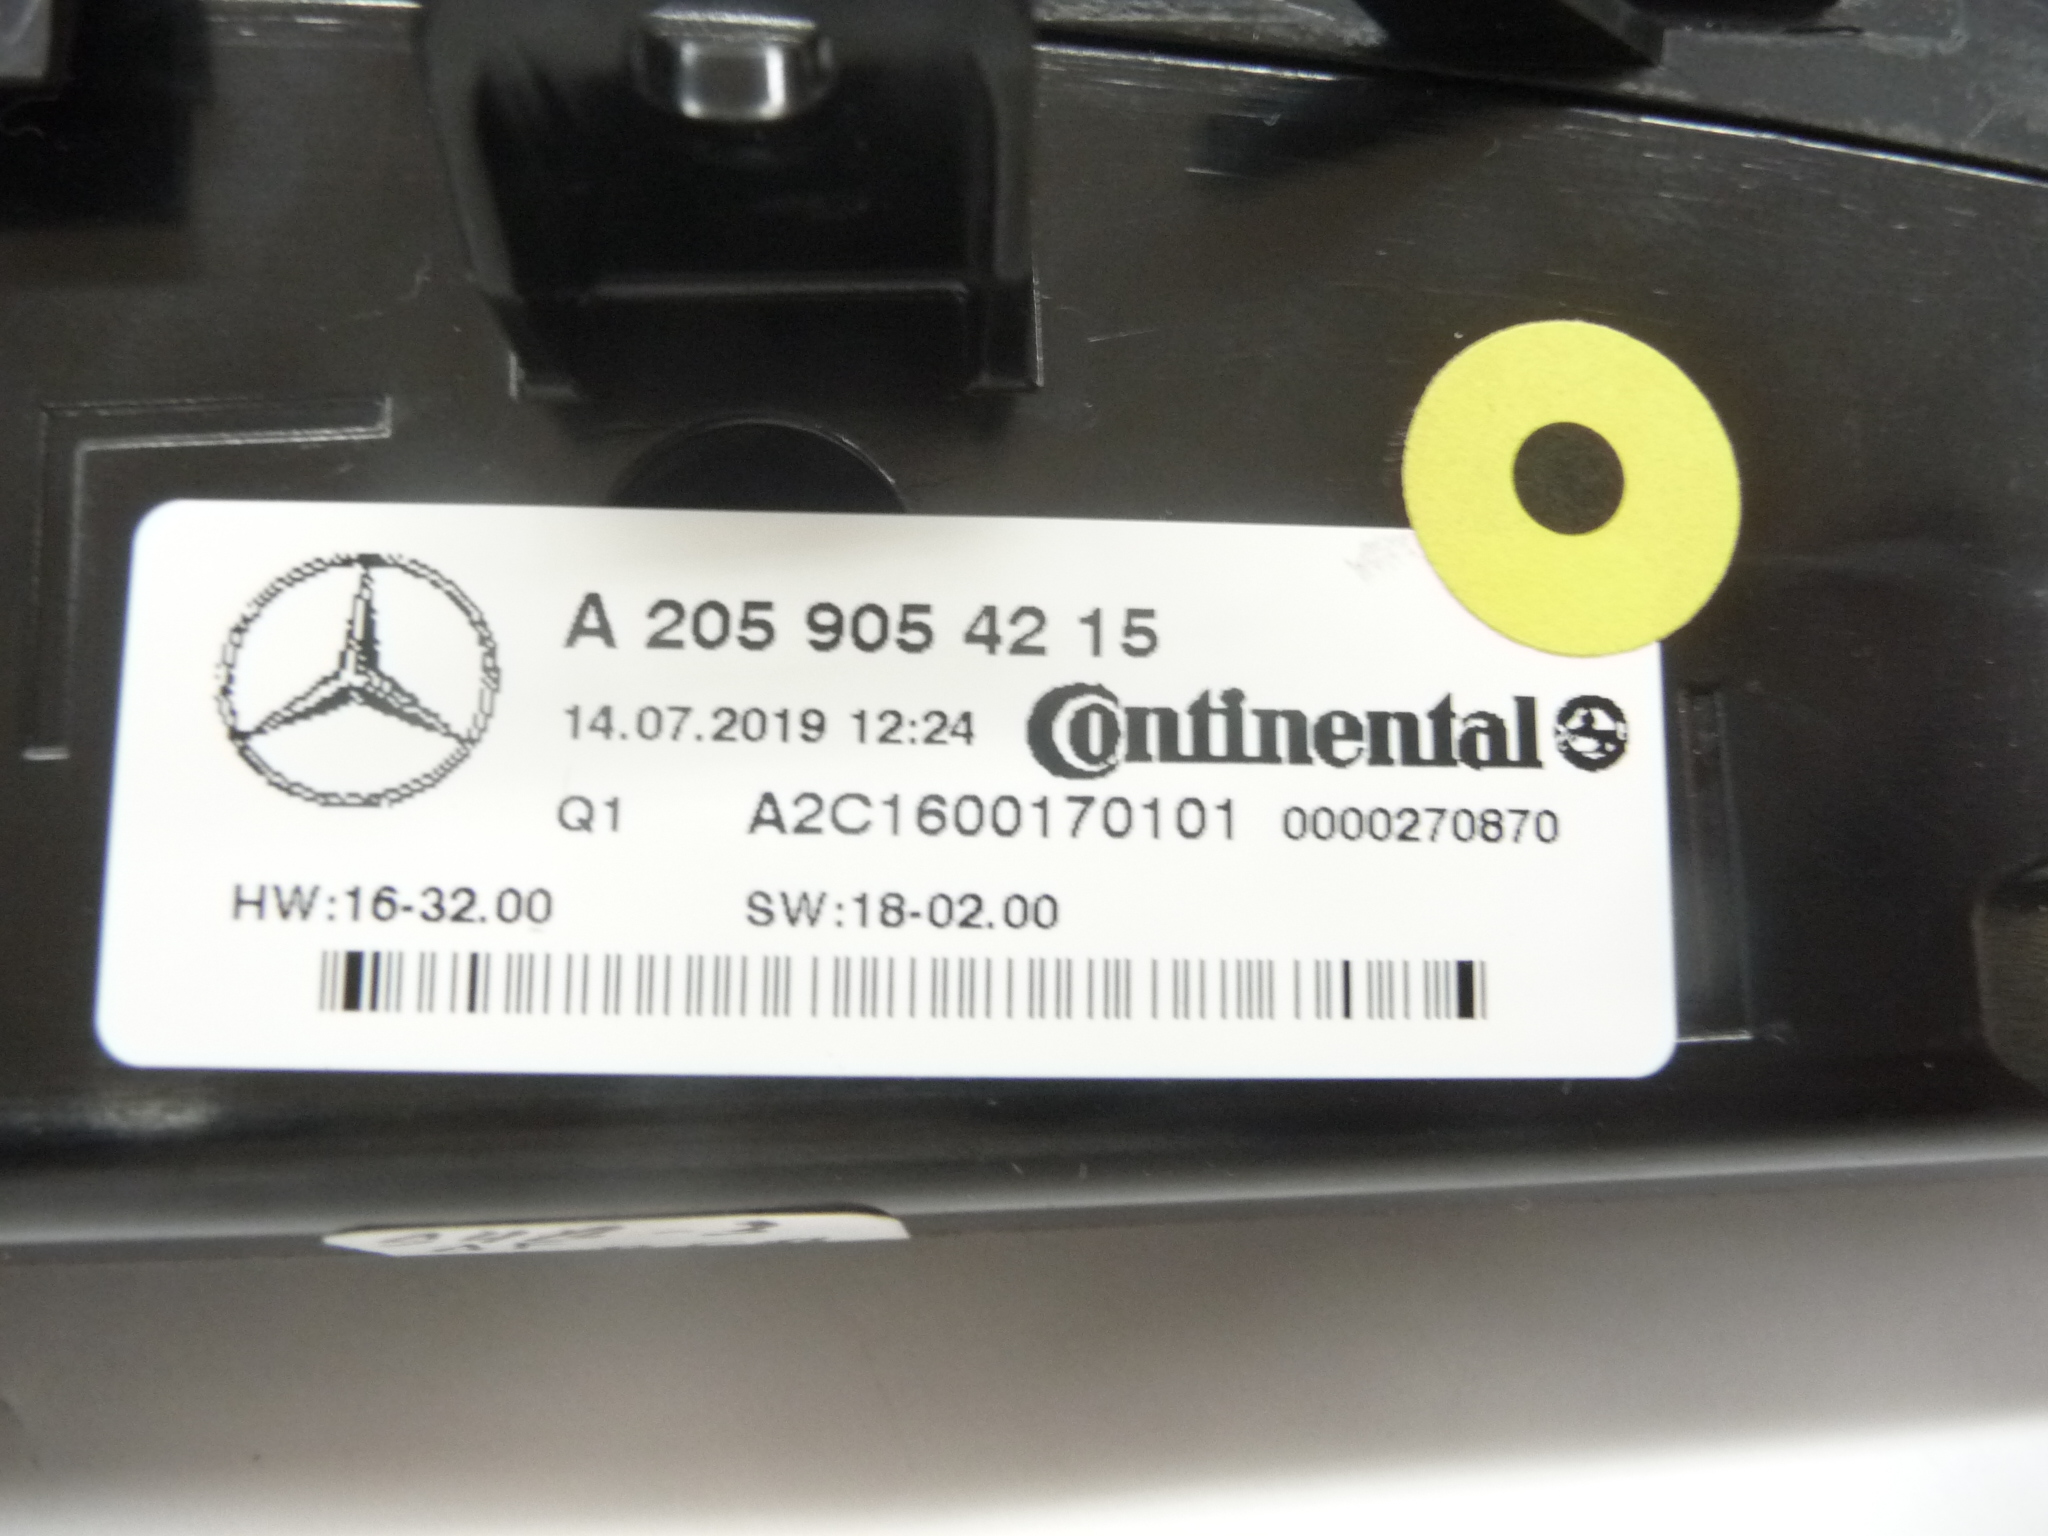 A 205 905 42 15
14.07.2019 12:24 Continental
Q1 A2C1600170101 0000270870
HW:16-32.00 SW:18-02.00